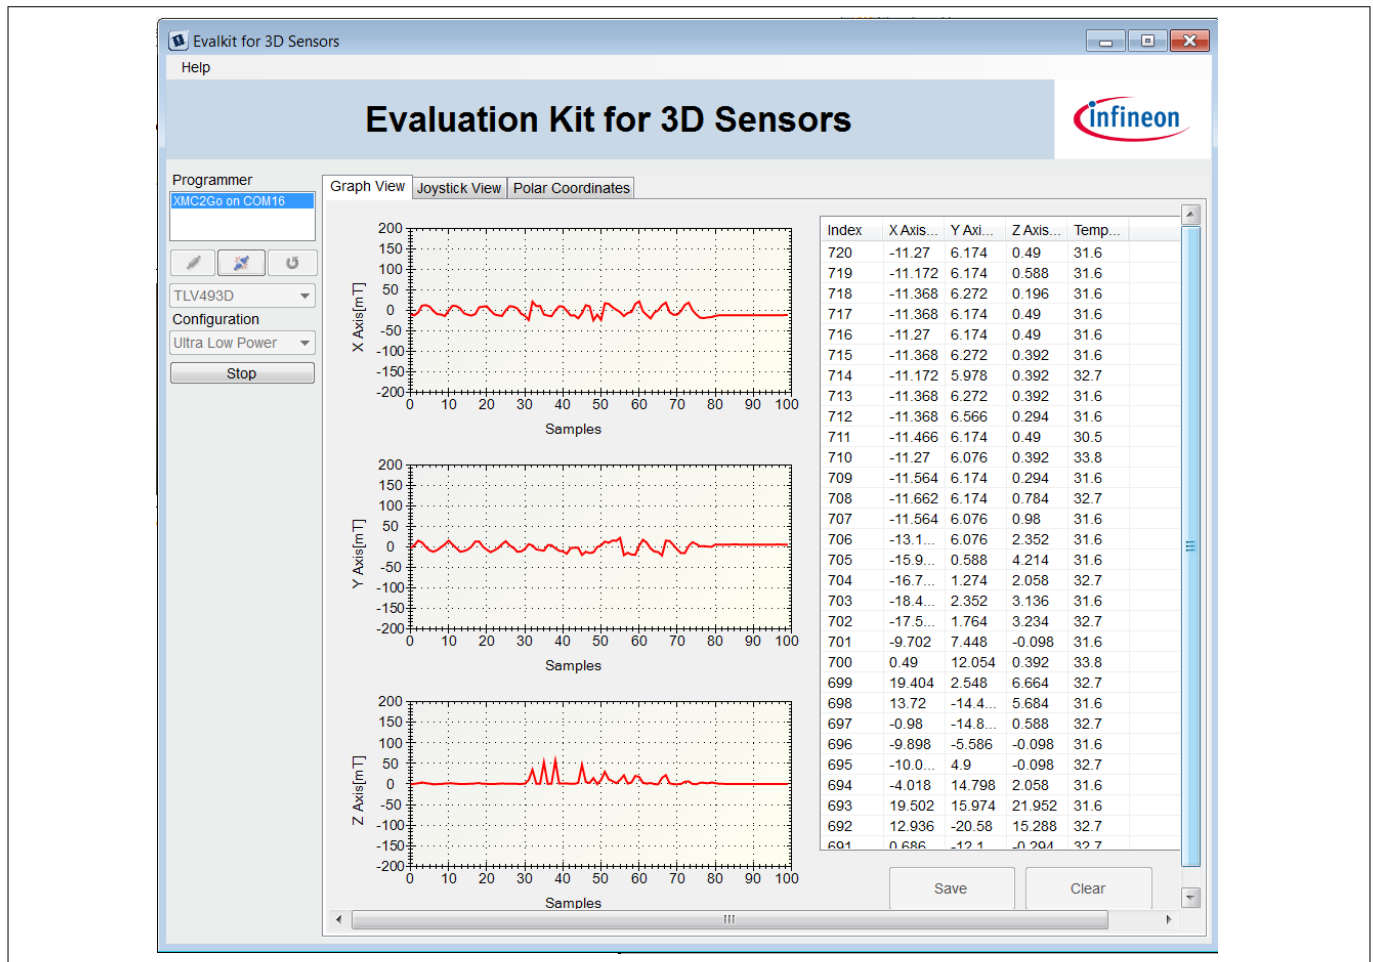 Evalkit for 3D Sensors
Help
Evaluation Kit for 3D Sensors
infineon
Programmer
XMC2Go on COM16
TLV493D
Configuration
Ultra Low Power
Stop
Graph View Joystick View Polar Coordinates
X Axis[mT]
200
150
100
50
0
-50
-100
-150
-200
0 10 20 30 40 50 60 70 80 90 100
Samples
Y Axis[mT]
200
150
100
50
0
-50
-100
-150
-200
0 10 20 30 40 50 60 70 80 90 100
Samples
Z Axis[mT]
200
150
100
50
0
-50
-100
-150
-200
0 10 20 30 40 50 60 70 80 90 100
Samples
Index X Axis... Y Axi... Z Axis... Temp...
720 -11.27 6.174 0.49 31.6
719 -11.172 6.174 0.588 31.6
718 -11.368 6.272 0.196 31.6
717 -11.368 6.174 0.49 31.6
716 -11.27 6.174 0.49 31.6
715 -11.368 6.272 0.392 31.6
714 -11.172 5.978 0.392 32.7
713 -11.368 6.272 0.392 31.6
712 -11.368 6.566 0.294 31.6
711 -11.466 6.174 0.49 30.5
710 -11.27 6.076 0.392 33.8
709 -11.564 6.174 0.294 31.6
708 -11.662 6.174 0.784 32.7
707 -11.564 6.076 0.98 31.6
706 -13.1... 6.076 2.352 31.6
705 -15.9... 0.588 4.214 31.6
704 -16.7... 1.274 2.058 32.7
703 -18.4... 2.352 3.136 31.6
702 -17.5... 1.764 3.234 32.7
701 -9.702 7.448 -0.098 31.6
700 0.49 12.054 0.392 33.8
699 19.404 2.548 6.664 32.7
698 13.72 -14.4... 5.684 31.6
697 -0.98 -14.8... 0.588 32.7
696 -9.898 -5.586 -0.098 31.6
695 -10.0... 4.9 -0.098 32.7
694 -4.018 14.798 2.058 31.6
693 19.502 15.974 21.952 31.6
692 12.936 -20.58 15.288 32.7
691 0.686 -12.1 -0.294 32.7
Save Clear